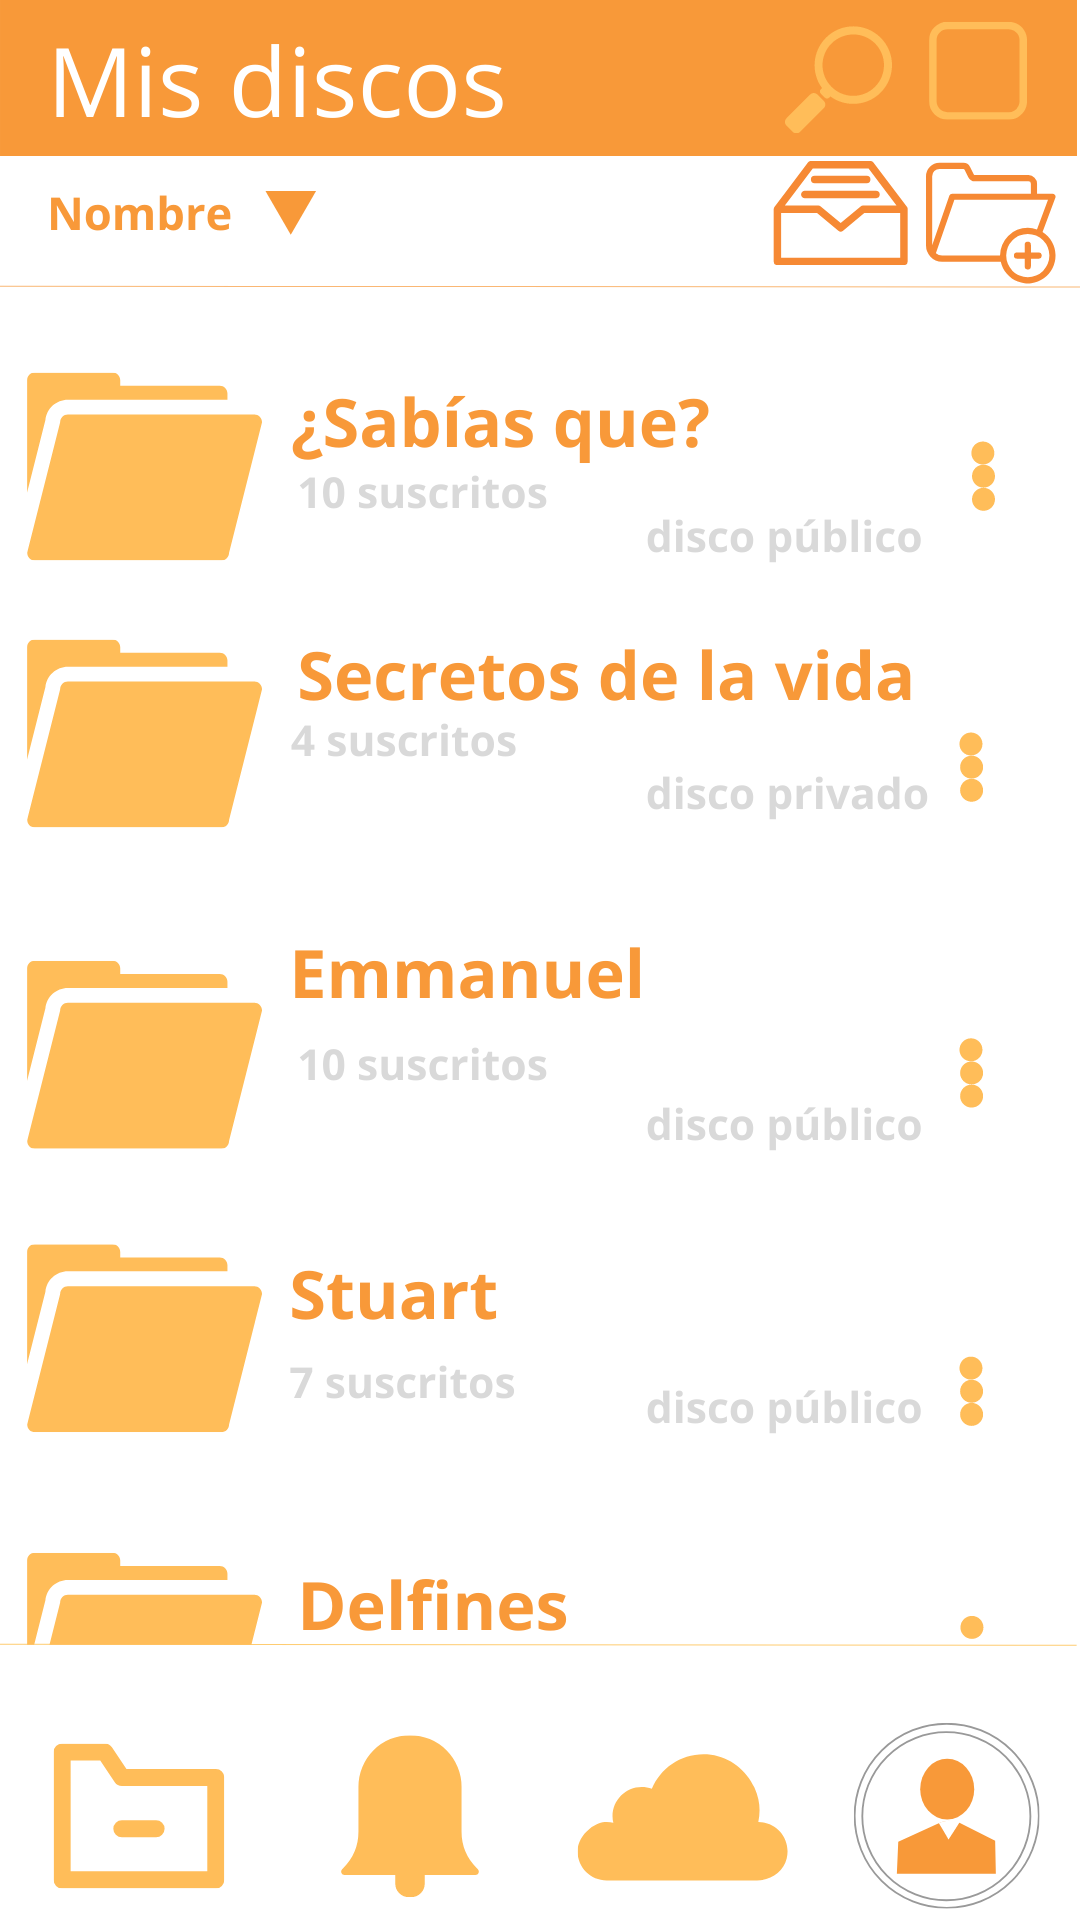 Mis discos
Nombre
¿Sabías que?
10 suscritos
disco público
Secretos de la vida
4 suscritos
disco privado
Emmanuel
10 suscritos
disco público
Stuart
7 suscritos
disco público
Delfines